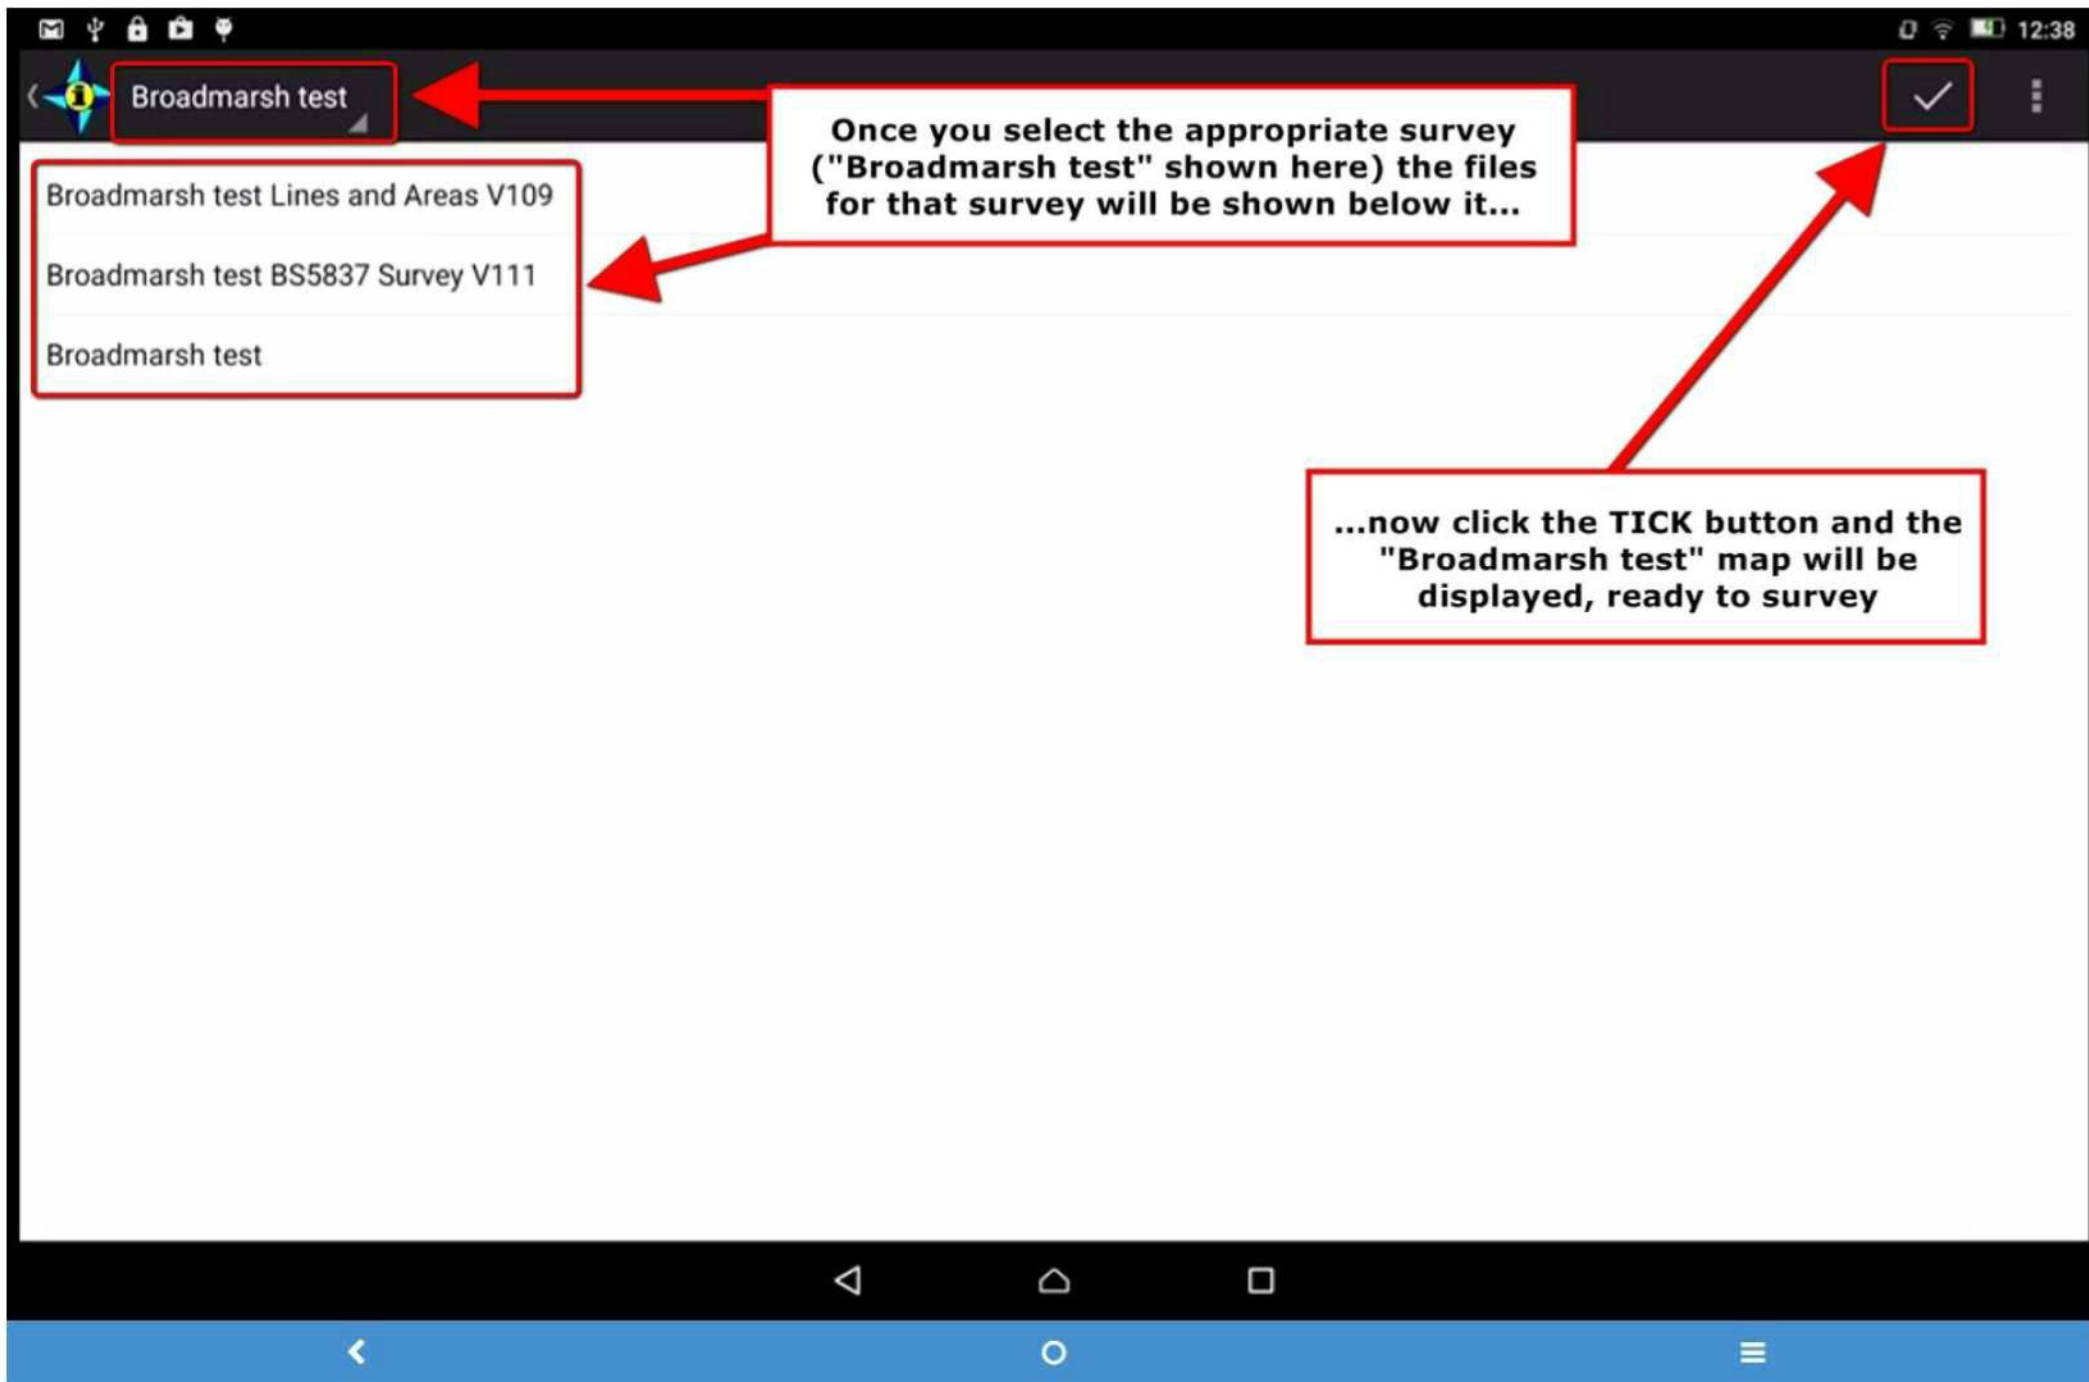 12:38
Broadmarsh test
Once you select the appropriate survey
("Broadmarsh test" shown here) the files
for that survey will be shown below it...
Broadmarsh test Lines and Areas V109
Broadmarsh test BS5837 Survey V111
Broadmarsh test
...now click the TICK button and the
"Broadmarsh test" map will be
displayed, ready to survey